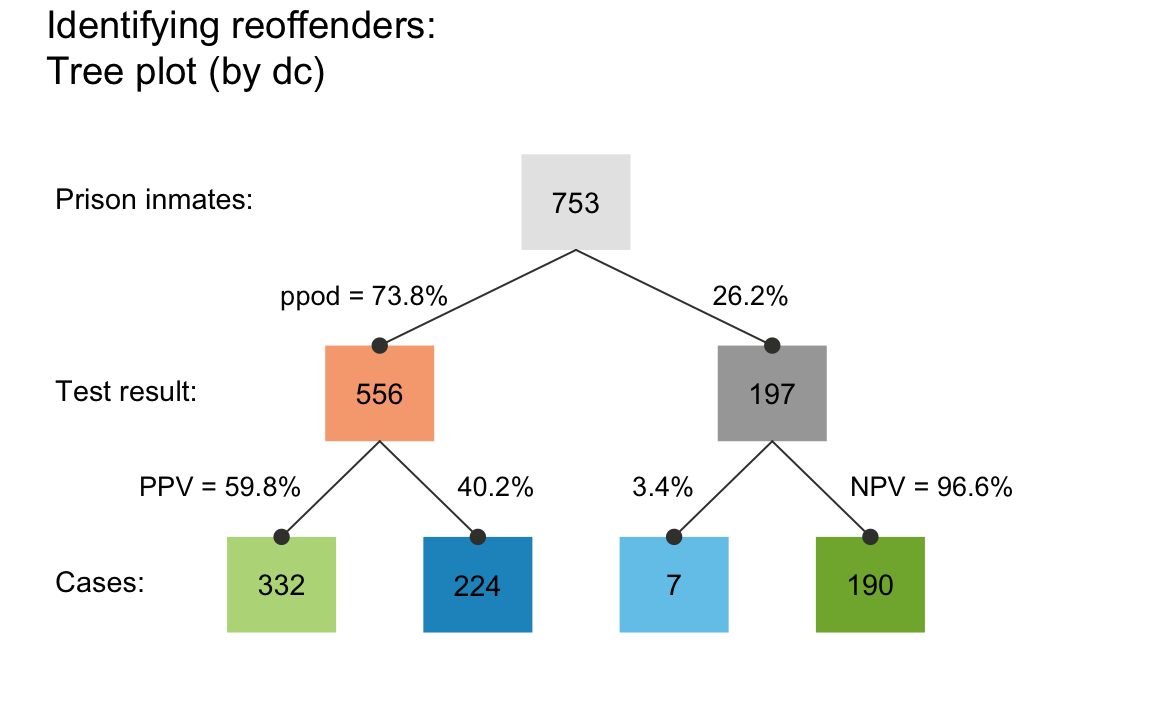 Identifying reoffenders:
Tree plot (by dc)
Prison inmates:
753
ppod = 73.8%
26.2%
Test result:
556
197
PPV = 59.8%
40.2%
3.4%
NPV = 96.6%
Cases:
332
224
7
190